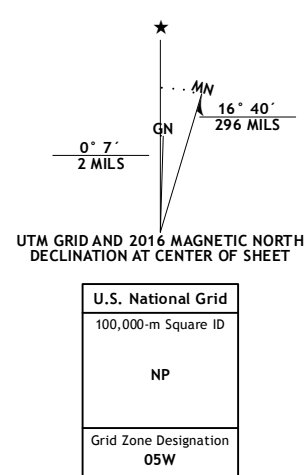 ★
MN
GN
16° 40´
296 MILS
0° 7´
2 MILS
UTM GRID AND 2016 MAGNETIC NORTH
DECLINATION AT CENTER OF SHEET
U.S. National Grid
100,000-m Square ID
NP
Grid Zone Designation
05W